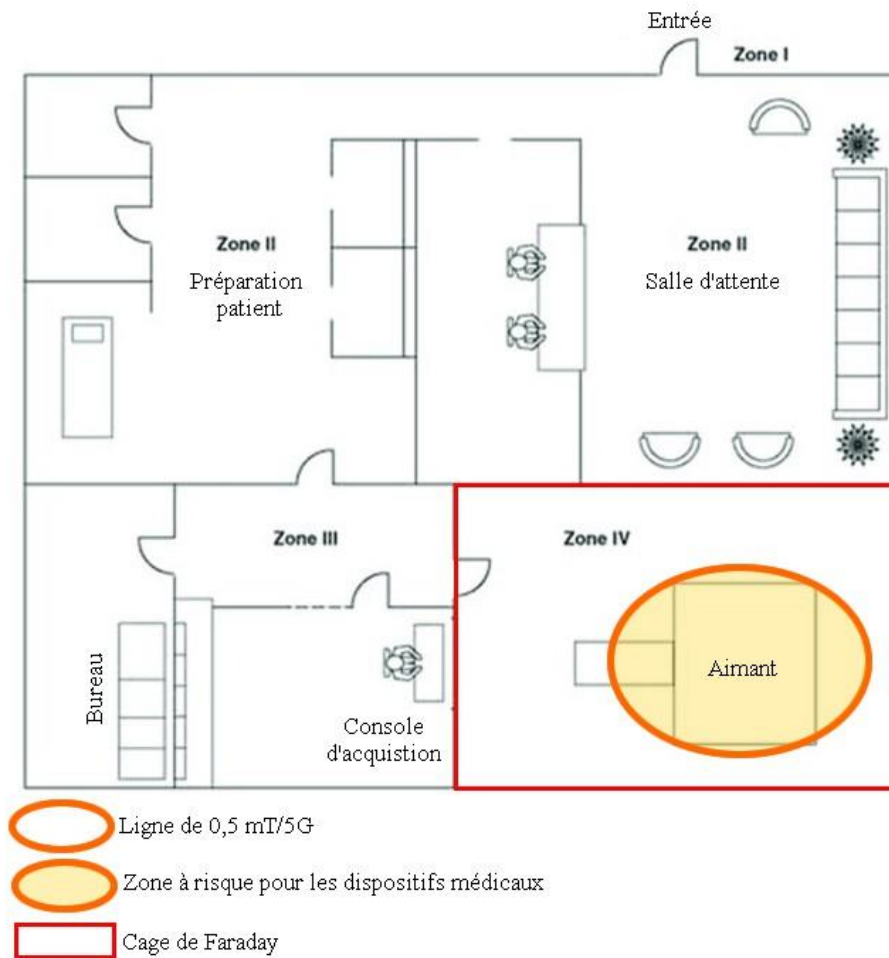 Entrée
Zone I
Zone II
Préparation
patient
Zone II
Salle d'attente
Zone III
Zone IV
Bureau
Aimant
Console
d'acquistion
Ligne de 0,5 mT/5G
Zone à risque pour les dispositifs médicaux
Cage de Faraday